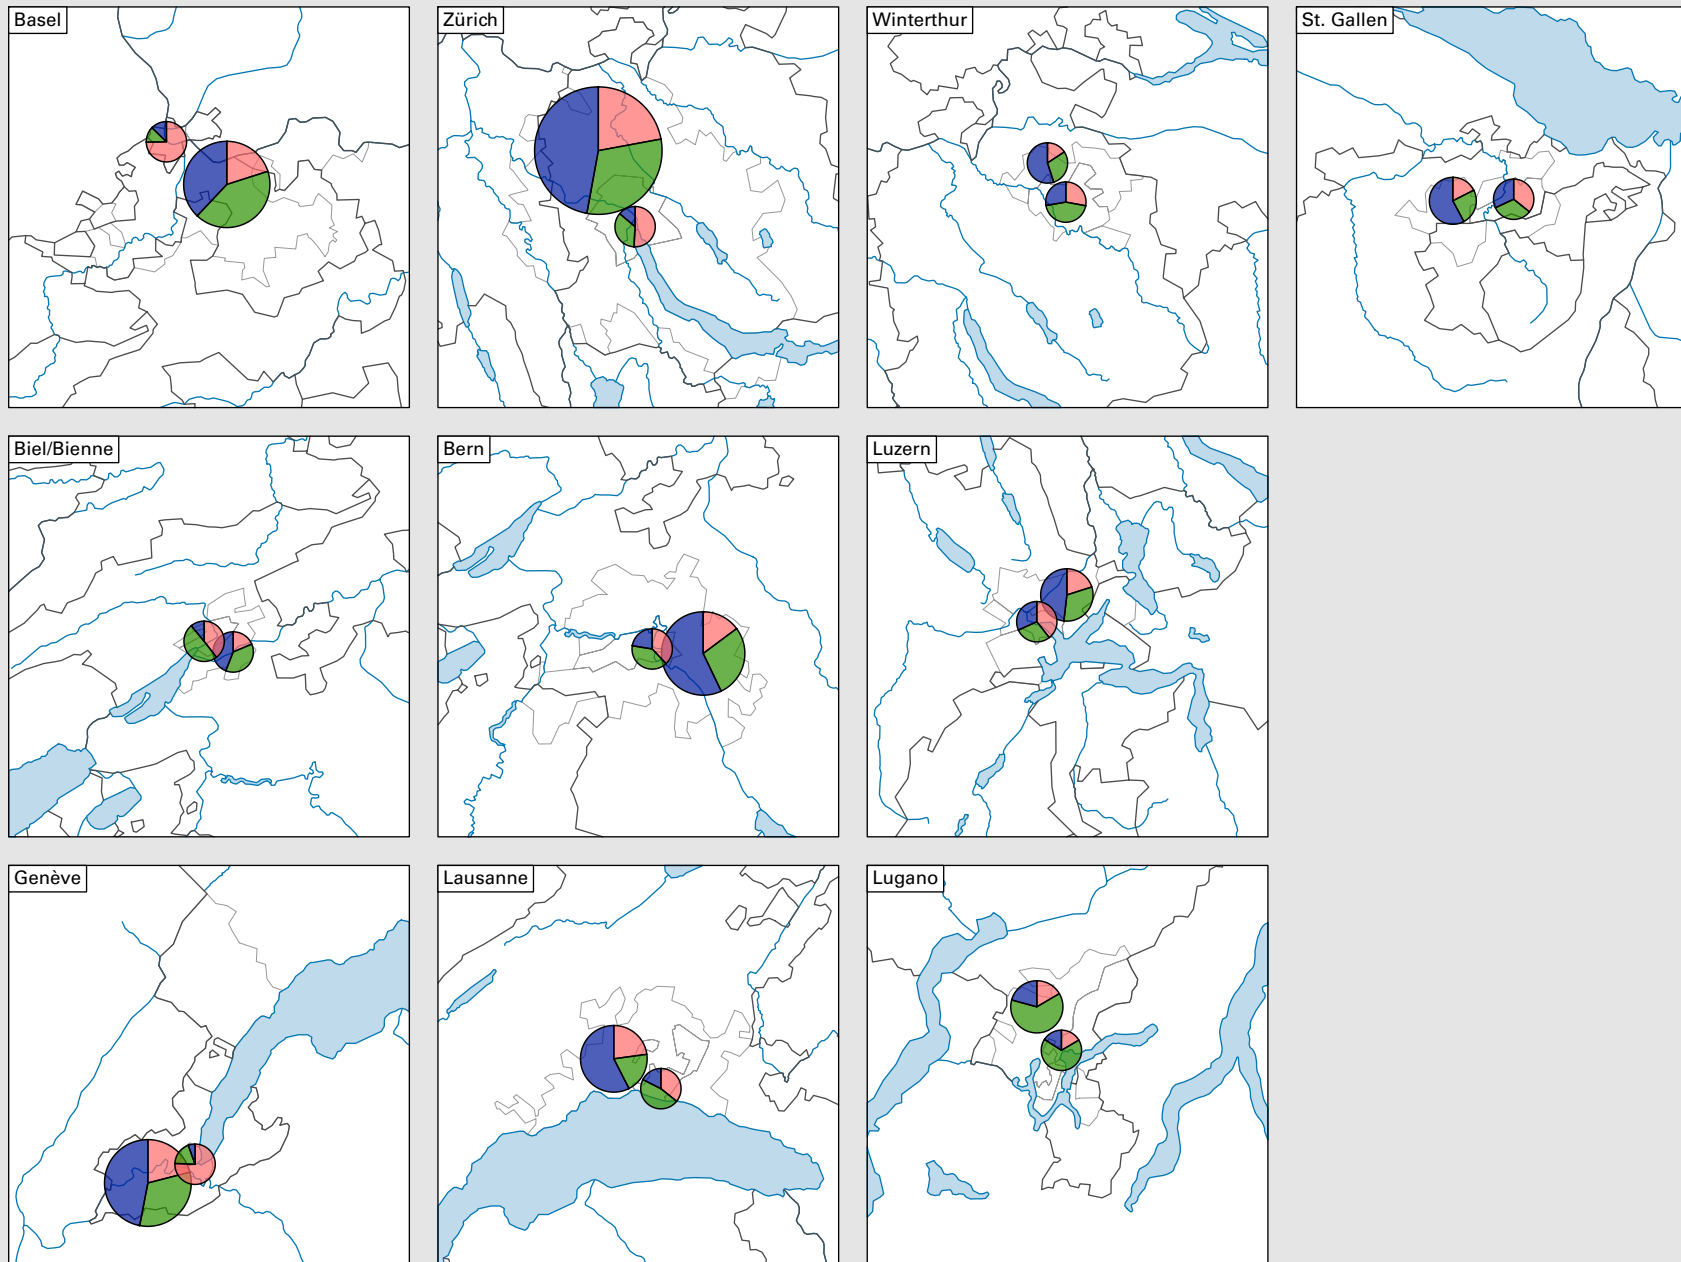 Basel
Zürich
Winterthur
St. Gallen
Biel/Bienne
Bern
Luzern
Genève
Lausanne
Lugano